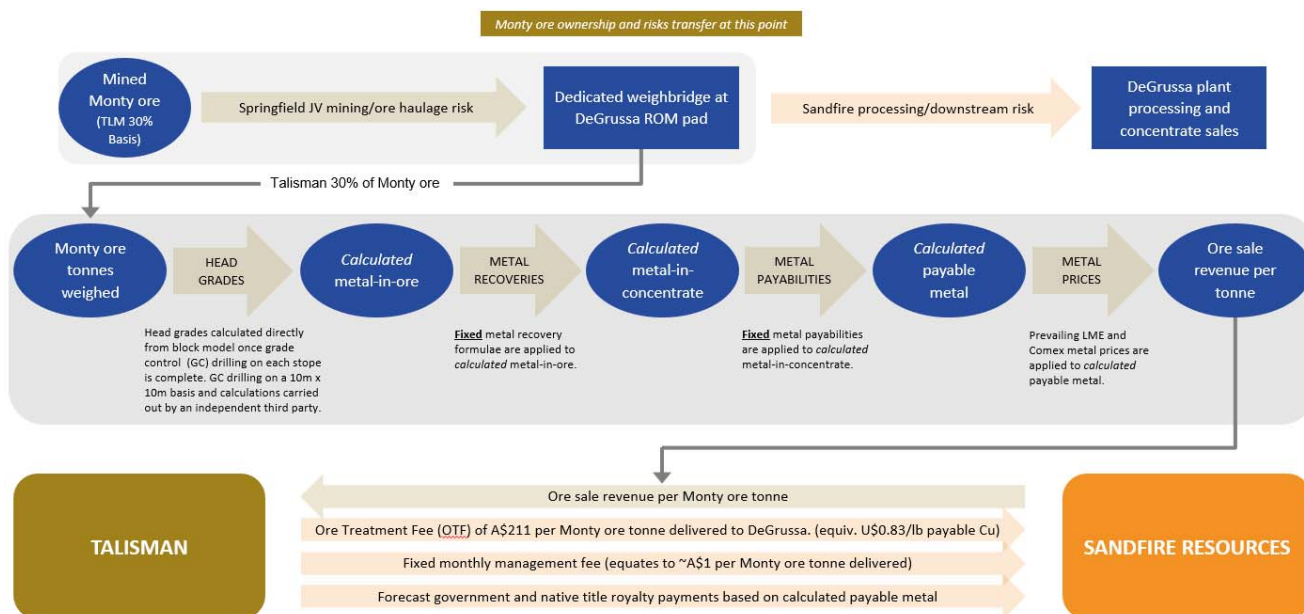 Monty ore ownership and risks transfer at this point
Mined
Monty ore
(TLM 30%
Basis)
Springfield JV mining/ore haulage risk
Dedicated weighbridge at
DeGrussa ROM pad
Sandfire processing/downstream risk
DeGrussa plant
processing and
concentrate sales
Talisman 30% of Monty ore
Monty ore
tonnes
weighed
HEAD
GRADES
Calculated
metal-in-ore
METAL
RECOVERIES
Calculated
metal-in-
concentrate
METAL
PAYABILITIES
Calculated
payable
metal
METAL
PRICES
Ore sale
revenue per
tonne
Head grades calculated directly
from block model once grade
control (GC) drilling on each stope
is complete. GC drilling on a 10m x
10m basis and calculations carried
out by an independent third party.
Fixed metal recovery
formulae are applied to
calculated metal-in-ore.
Fixed metal payabilities
are applied to calculated
metal-in-concentrate.
Prevailing LME and
Comex metal prices are
applied to calculated
payable metal.
TALISMAN
Ore sale revenue per Monty ore tonne
Ore Treatment Fee (OTF) of A$211 per Monty ore tonne delivered to DeGrussa. (equiv. U$0.83/lb payable Cu)
Fixed monthly management fee (equates to ~A$1 per Monty ore tonne delivered)
Forecast government and native title royalty payments based on calculated payable metal
SANDFIRE RESOURCES